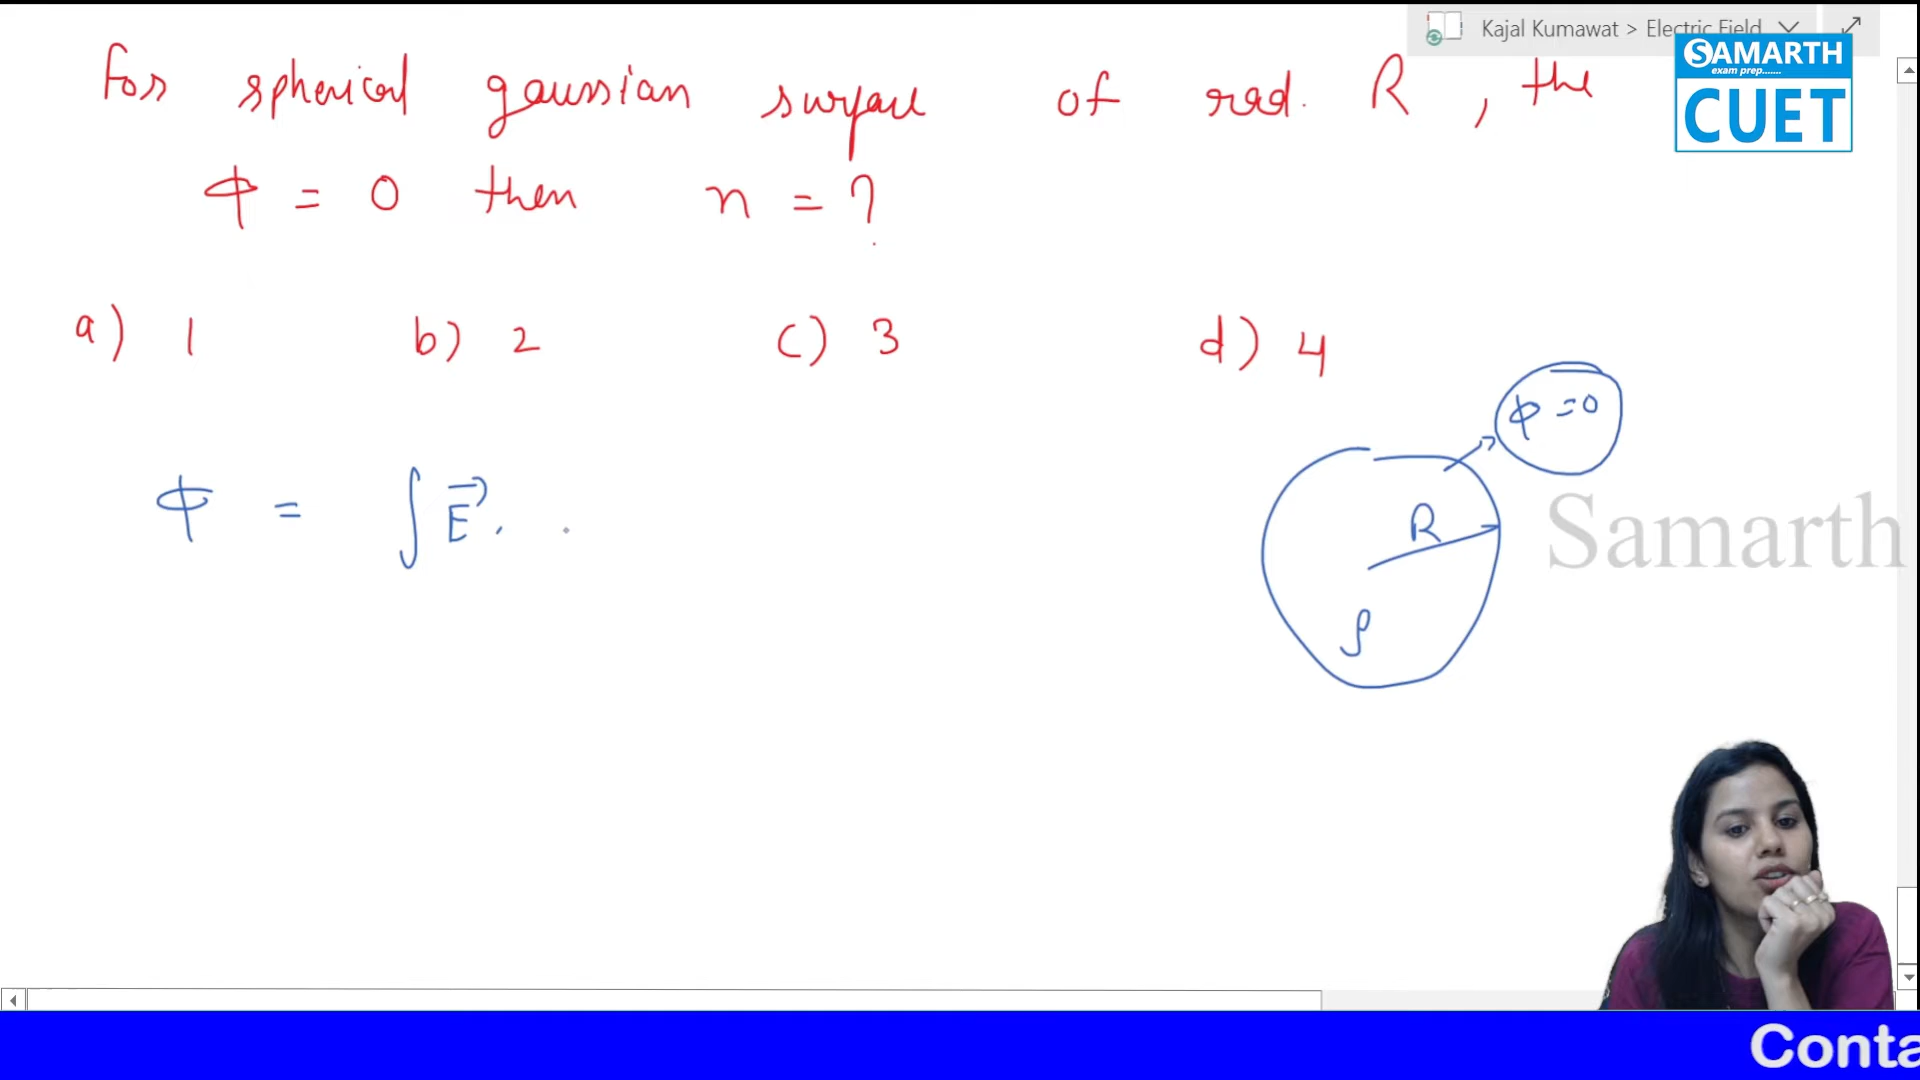 Kajal Kumawat > Electric Field
SAMARTH
exam prep.......
CUET
For spherical gaussian surface of rad. R, the
ϕ = 0 then n = ?
a) 1 b) 2 c) 3 d) 4
ϕ = 0
ϕ = ∫ E⃗ .
R
ρ
Samarth
Conta